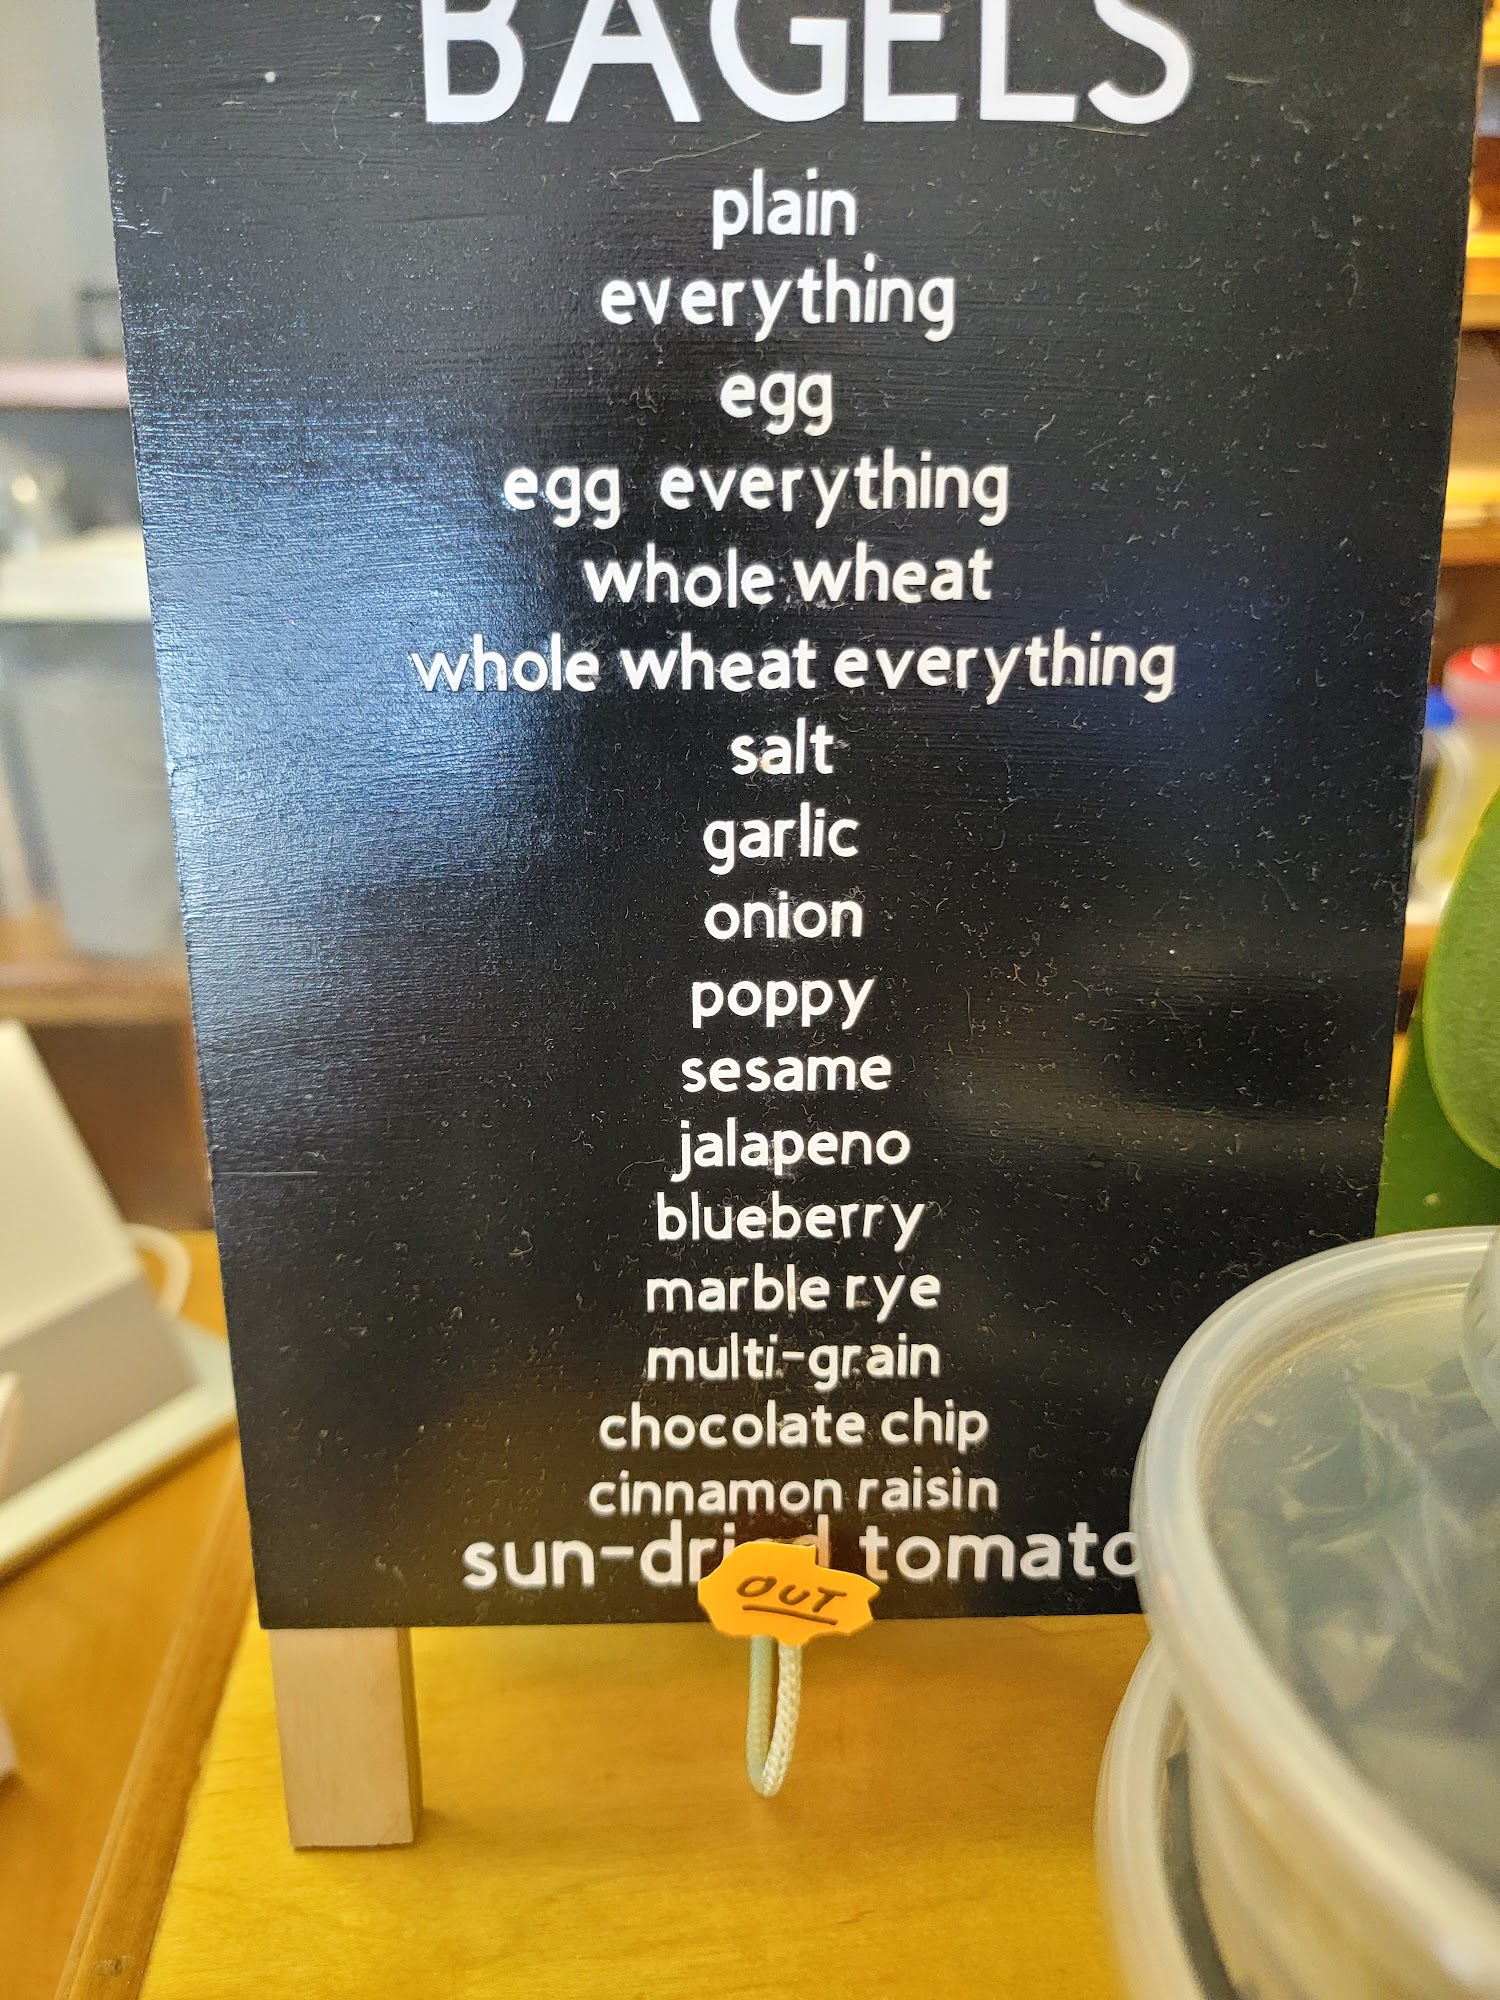 BAGELS
plain
everything
egg
egg everything
whole wheat
whole wheat everything
salt
garlic
onion
poppy
sesame
jalapeno
blueberry
marble rye
multi-grain
chocolate chip
cinnamon raisin
sun-dried tomato
OUT